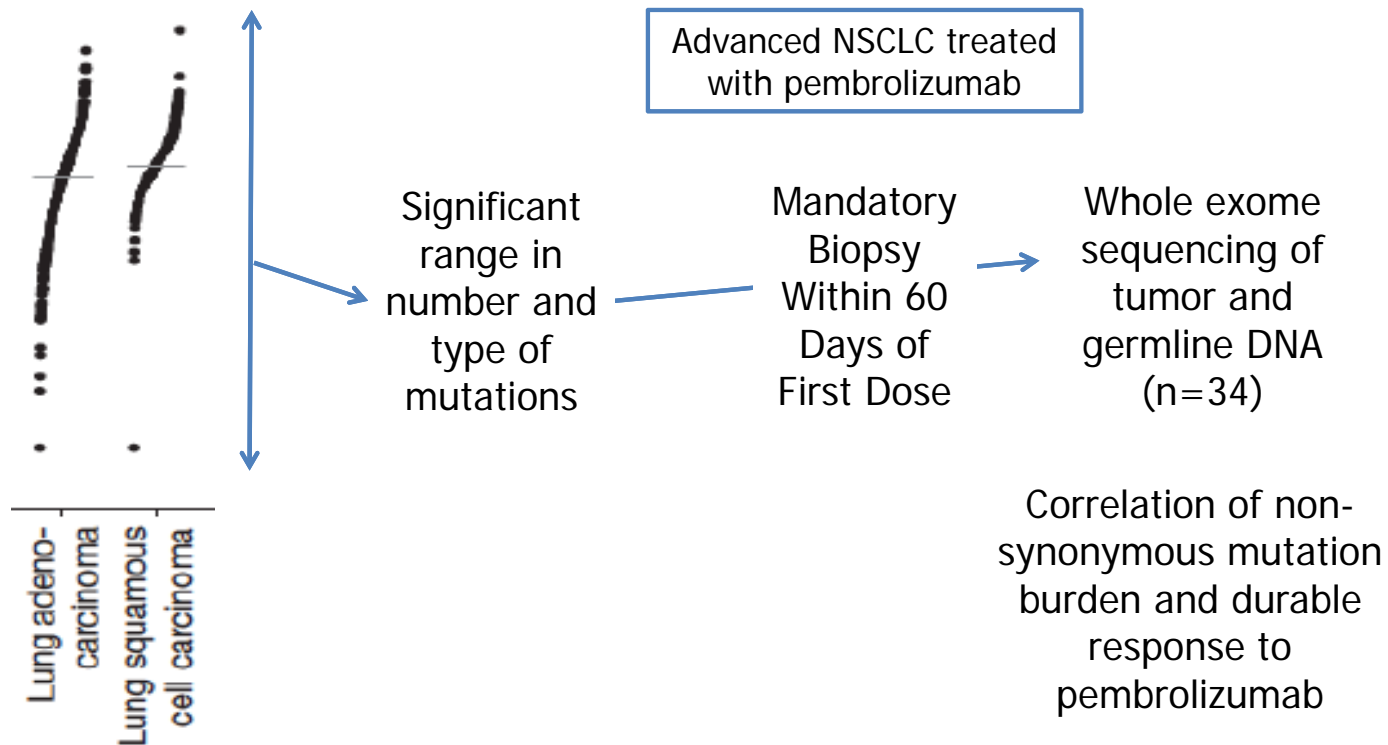 Advanced NSCLC treated
with pembrolizumab
Significant
range in
number and
type of
mutations
Mandatory
Biopsy
Within 60
Days of
First Dose
Whole exome
sequencing of
tumor and
germline DNA
(n=34)
Correlation of non-
synonymous mutation
burden and durable
response to
pembrolizumab
Lung adeno-
carcinoma
Lung squamous
cell carcinoma